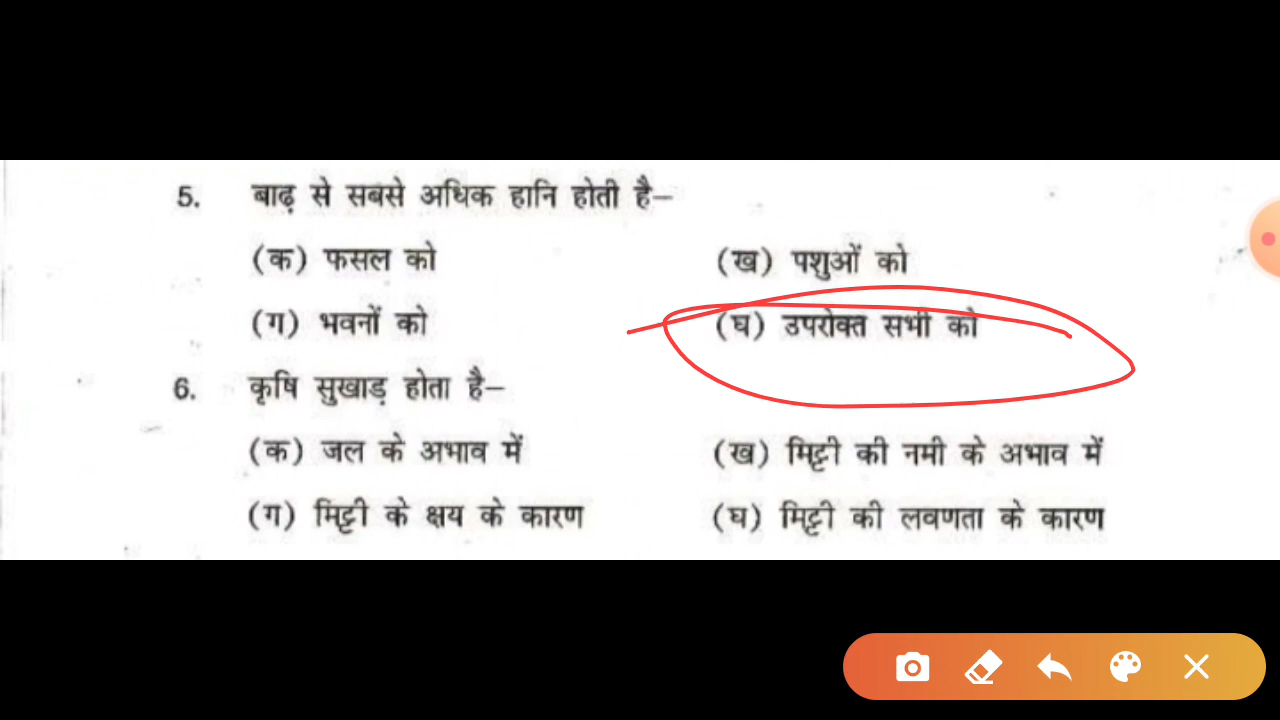 5. बाढ़ से सबसे अधिक हानि होती है–
(क) फसल को (ख) पशुओं को
(ग) भवनों को (घ) उपरोक्त सभी को
6. कृषि सुखाड़ होता है–
(क) जल के अभाव में (ख) मिट्टी की नमी के अभाव में
(ग) मिट्टी के क्षय के कारण (घ) मिट्टी की लवणता के कारण